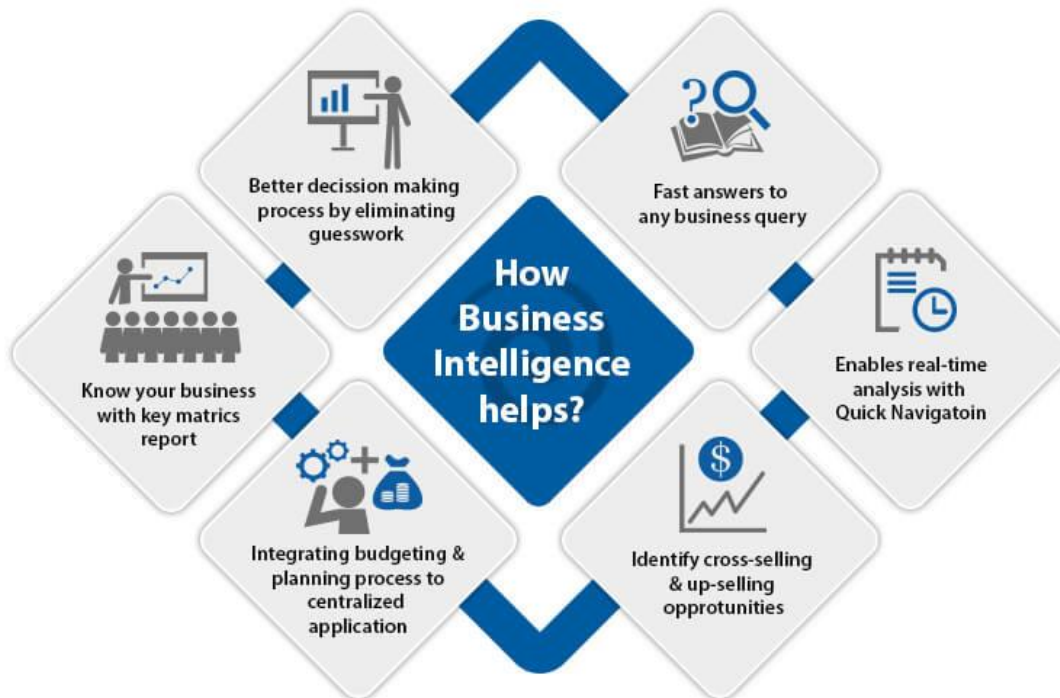 Better decission making
process by eliminating
guesswork
Fast answers to
any business query
Know your business
with key matrics
report
How
Business
Intelligence
helps?
Enables real-time
analysis with
Quick Navigatoin
Integrating budgeting &
planning process to
centralized
application
Identify cross-selling
& up-selling
opprotunities